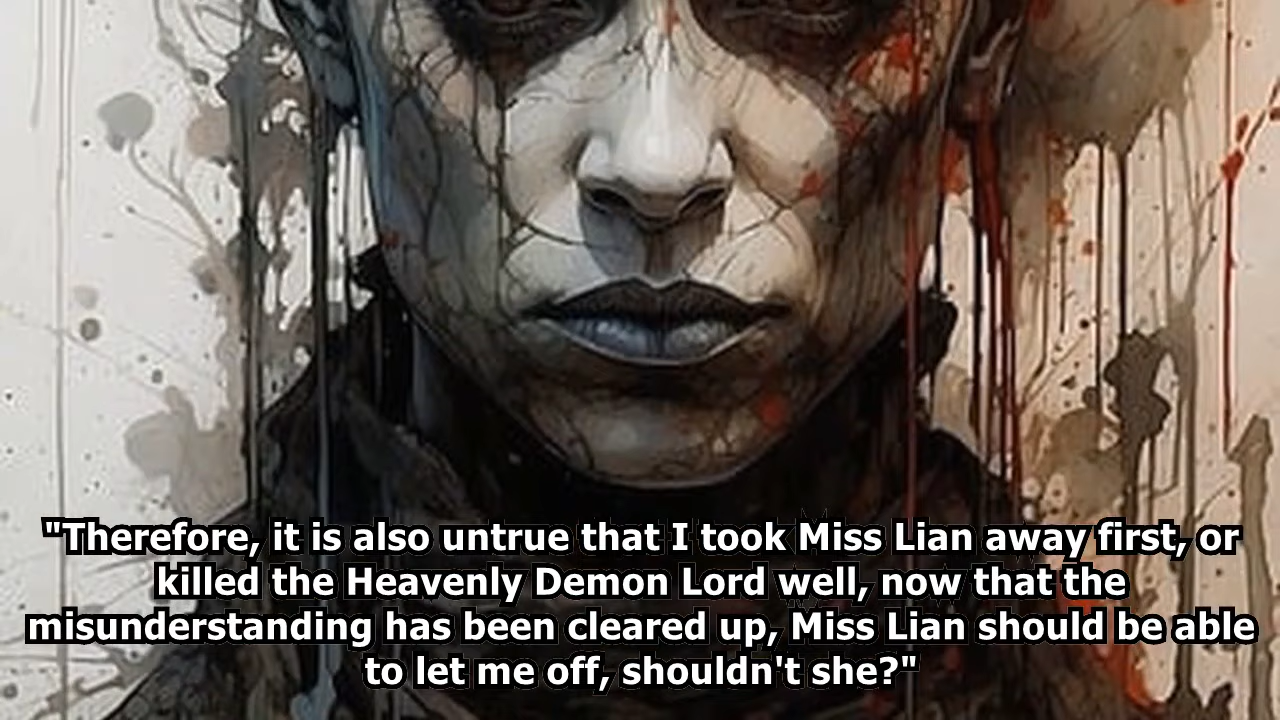 "Therefore, it is also untrue that I took Miss Lian away first, or
killed the Heavenly Demon Lord well, now that the
misunderstanding has been cleared up, Miss Lian should be able
to let me off, shouldn't she?"